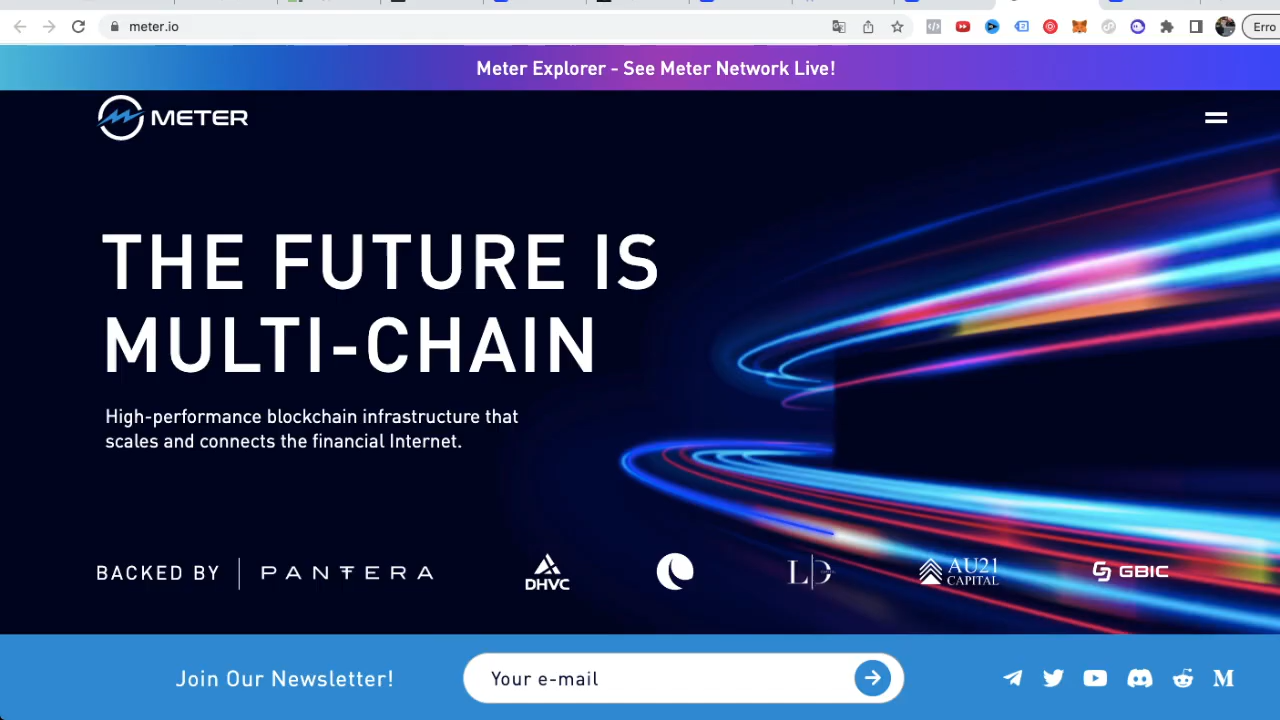 meter.io
Erro
Meter Explorer - See Meter Network Live!
METER
THE FUTURE IS
MULTI-CHAIN
High-performance blockchain infrastructure that
scales and connects the financial Internet.
BACKED BY PANTERA DHVC LD AU21 CAPITAL GBIC
Join Our Newsletter! Your e-mail